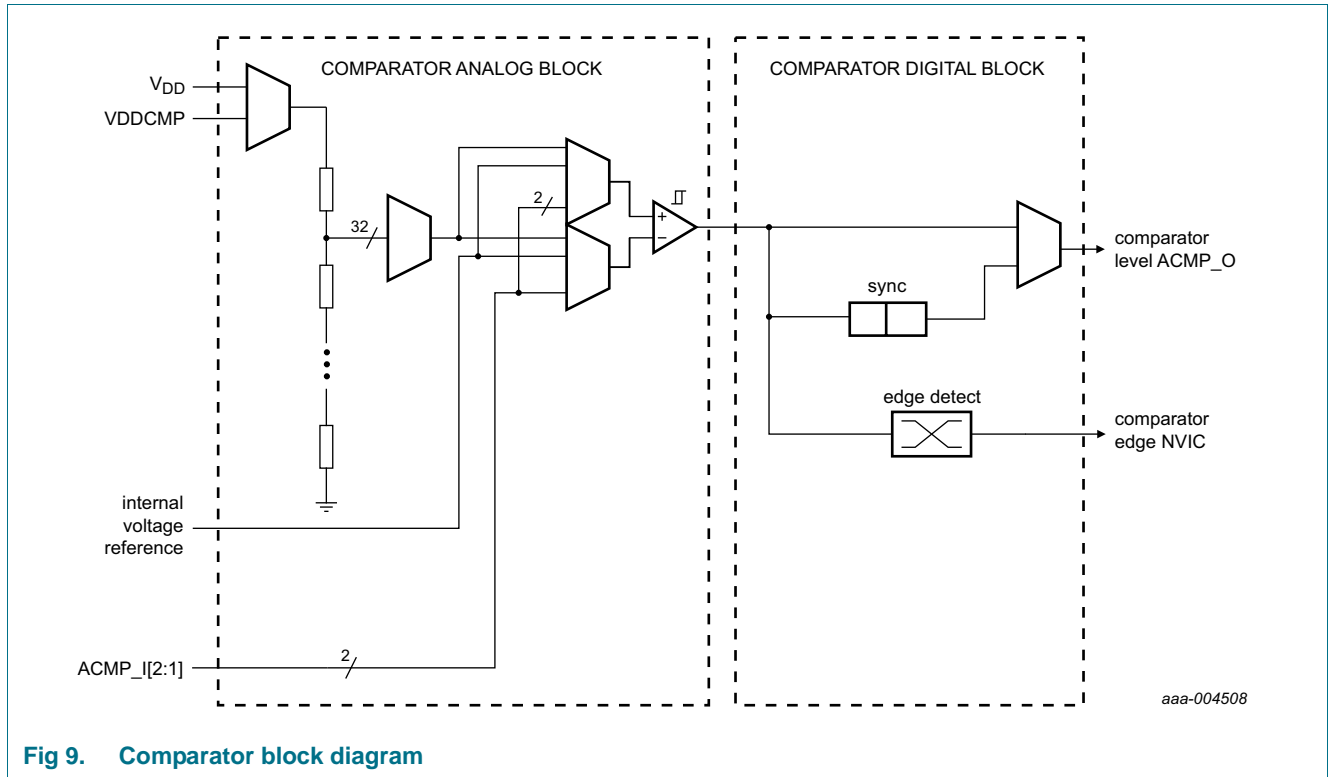 COMPARATOR ANALOG BLOCK
COMPARATOR DIGITAL BLOCK
VDD
VDDCMP
32
2
+
−
sync
comparator
level ACMP_O
edge detect
comparator
edge NVIC
internal
voltage
reference
ACMP_I[2:1]
2
aaa-004508
Fig 9. Comparator block diagram